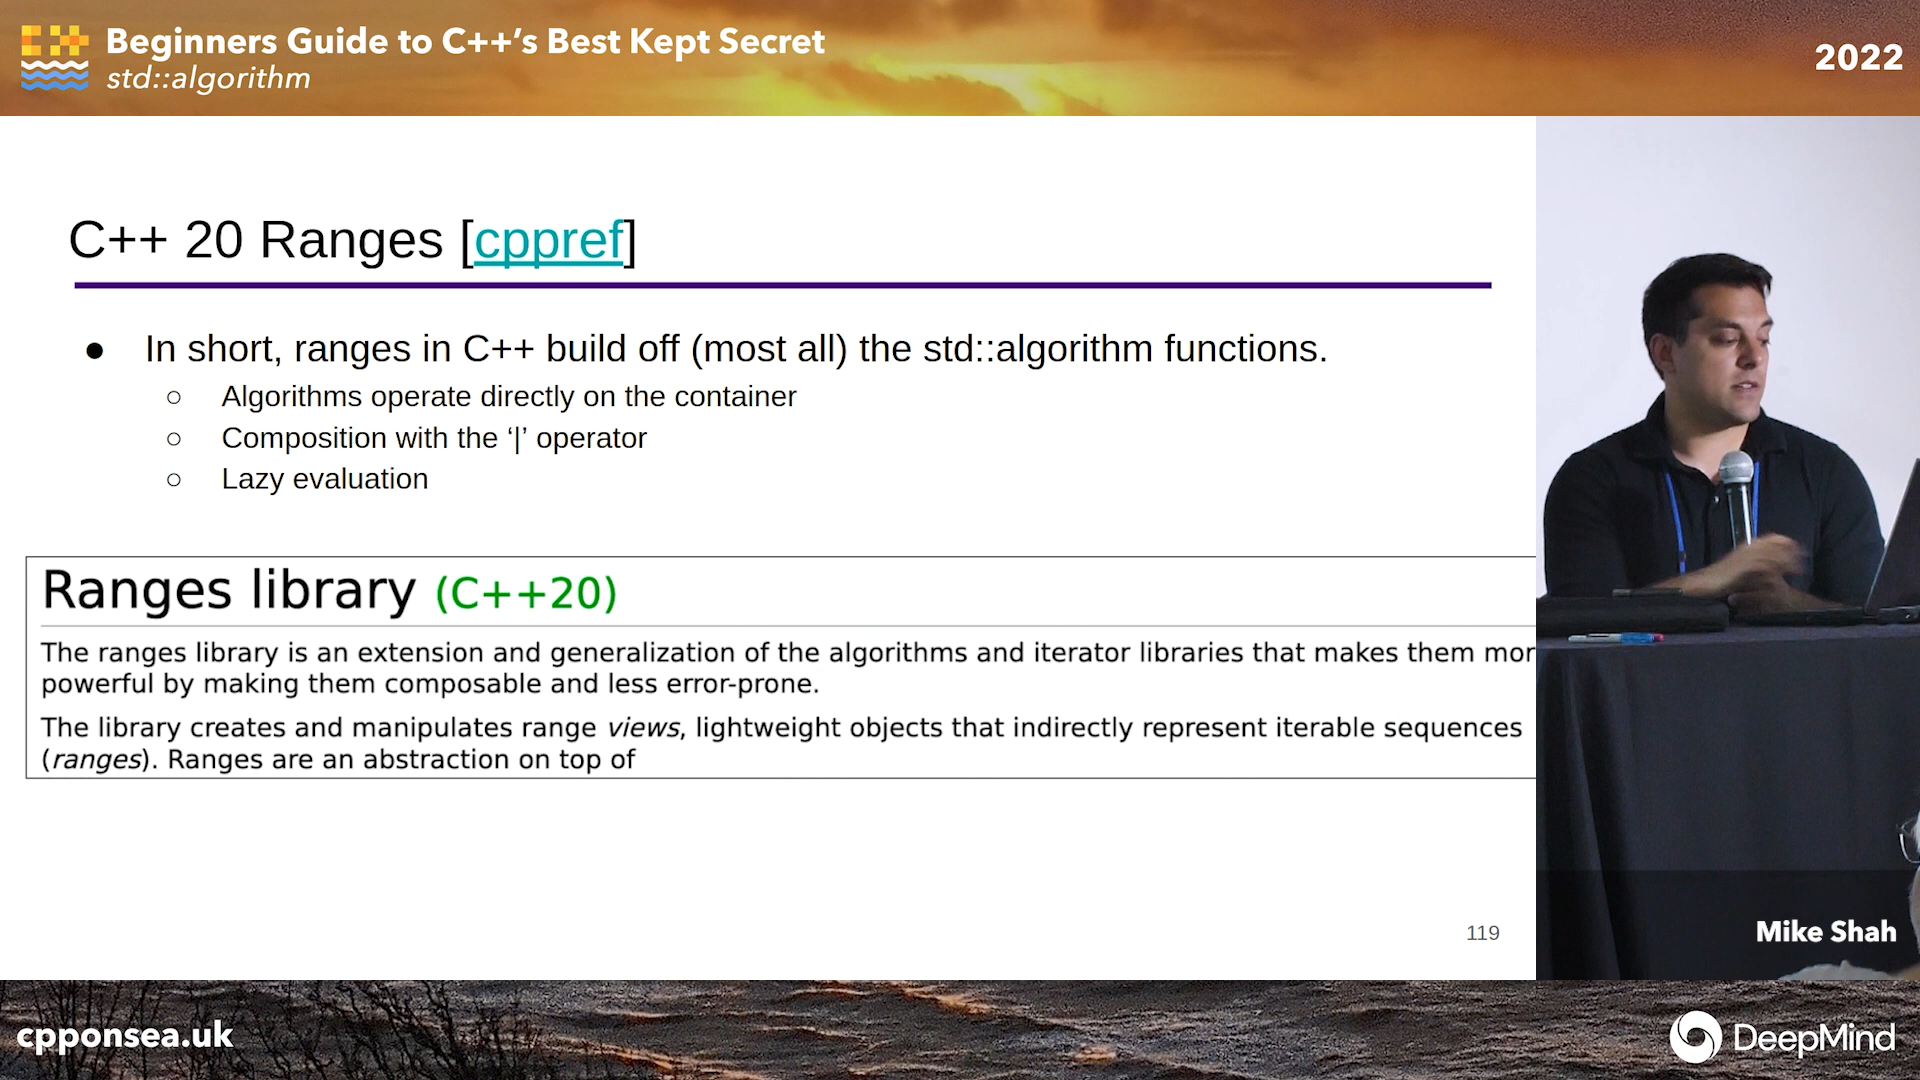 Beginners Guide to C++'s Best Kept Secret
std::algorithm
2022
C++ 20 Ranges [cppref]
● In short, ranges in C++ build off (most all) the std::algorithm functions.
○ Algorithms operate directly on the container
○ Composition with the ‘|’ operator
○ Lazy evaluation
Ranges library (C++20)
The ranges library is an extension and generalization of the algorithms and iterator libraries that makes them mor
powerful by making them composable and less error-prone.
The library creates and manipulates range views, lightweight objects that indirectly represent iterable sequences
(ranges). Ranges are an abstraction on top of
119
Mike Shah
cpponsea.uk
DeepMind